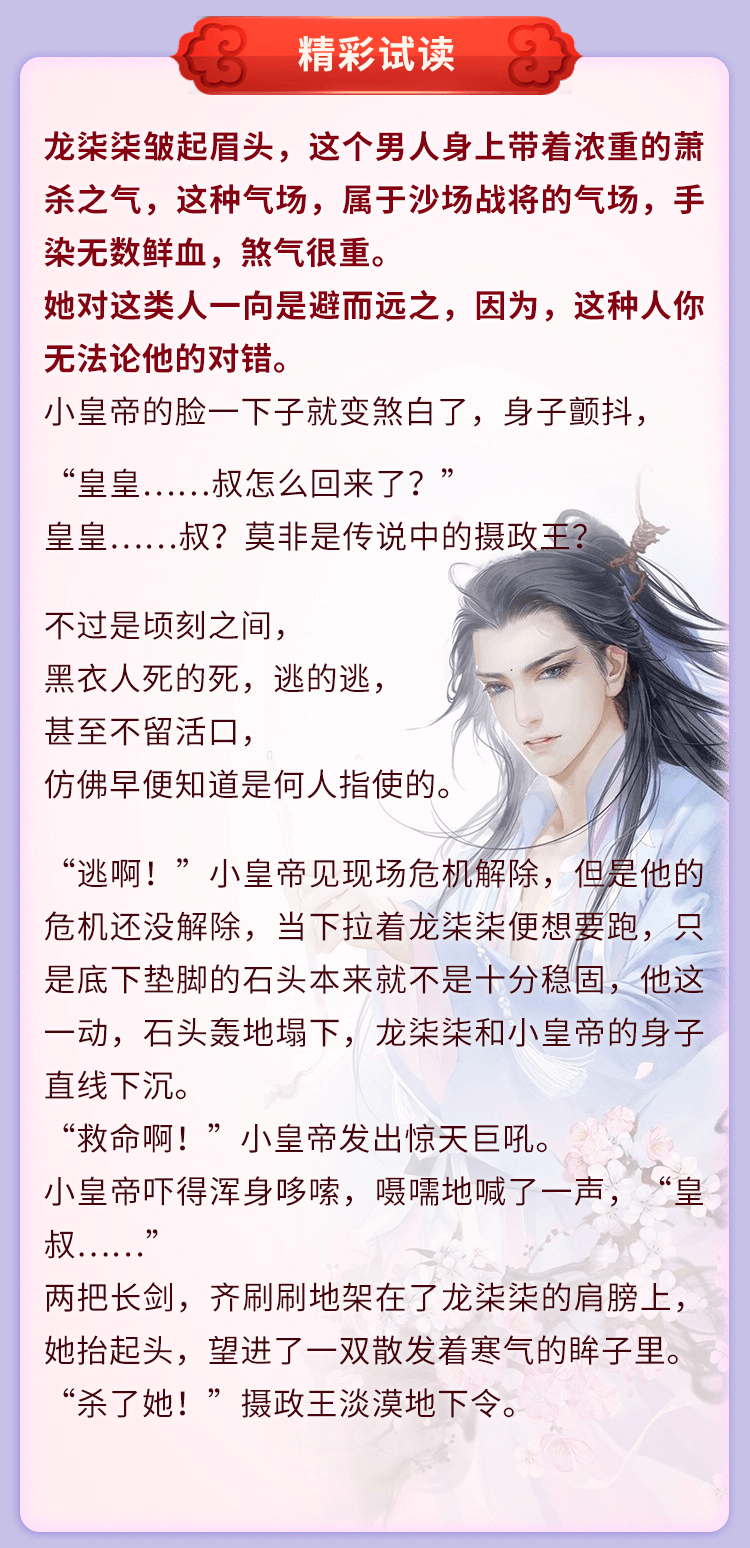 精彩试读
龙柒柒皱起眉头，这个男人身上带着浓重的萧
杀之气，这种气场，属于沙场战将的气场，手
染无数鲜血，煞气很重。
她对这类人一向是避而远之，因为，这种人你
无法论他的对错。
小皇帝的脸一下子就变煞白了，身子颤抖，
“皇皇……叔怎么回来了？”
皇皇……叔？莫非是传说中的摄政王？
不过是顷刻之间，
黑衣人死的死，逃的逃，
甚至不留活口，
仿佛早便知道是何人指使的。
“逃啊！”小皇帝见现场危机解除，但是他的
危机还没解除，当下拉着龙柒柒便想要跑，只
是底下垫脚的石头本来就不是十分稳固，他这
一动，石头轰地塌下，龙柒柒和小皇帝的身子
直线下沉。
“救命啊！”小皇帝发出惊天巨吼。
小皇帝吓得浑身哆嗦，嗫嚅地喊了一声，“皇
叔……”
两把长剑，齐刷刷地架在了龙柒柒的肩膀上，
她抬起头，望进了一双散发着寒气的眸子里。
“杀了她！”摄政王淡漠地下令。